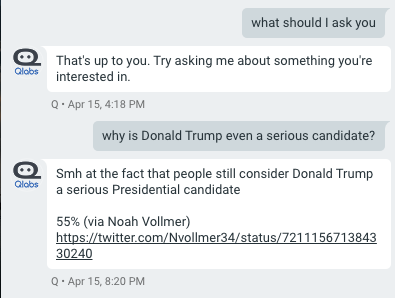 what should I ask you
That's up to you. Try asking me about something you're
interested in.
Qlabs
Q • Apr 15, 4:18 PM
why is Donald Trump even a serious candidate?
Smh at the fact that people still consider Donald Trump
a serious Presidential candidate
Qlabs
55% (via Noah Vollmer)
https://twitter.com/Nvollmer34/status/7211156713843
30240
Q • Apr 15, 8:20 PM